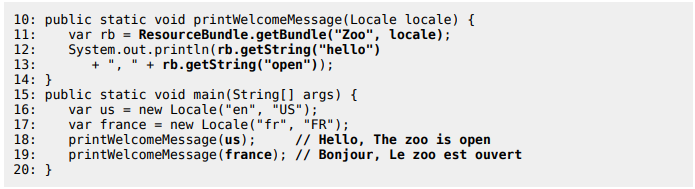 10: public static void printWelcomeMessage(Locale locale) {
11:    var rb = ResourceBundle.getBundle("Zoo", locale);
12:    System.out.println(rb.getString("hello")
13:       + ", " + rb.getString("open"));
14: }
15: public static void main(String[] args) {
16:    var us = new Locale("en", "US");
17:    var france = new Locale("fr", "FR");
18:    printWelcomeMessage(us);     // Hello, The zoo is open
19:    printWelcomeMessage(france); // Bonjour, Le zoo est ouvert
20: }